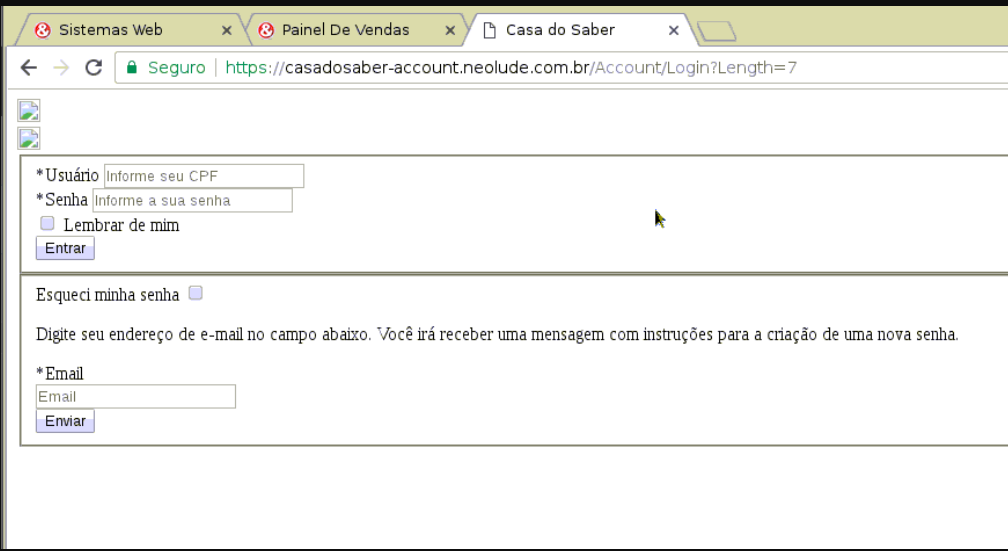 Sistemas Web
Painel De Vendas
Casa do Saber
Seguro | https://casadosaber-account.neolude.com.br/Account/Login?Length=7
*Usuário Informe seu CPF
*Senha Informe a sua senha
Lembrar de mim
Entrar
Esqueci minha senha
Digite seu endereço de e-mail no campo abaixo. Você irá receber uma mensagem com instruções para a criação de uma nova senha.
*Email
Email
Enviar